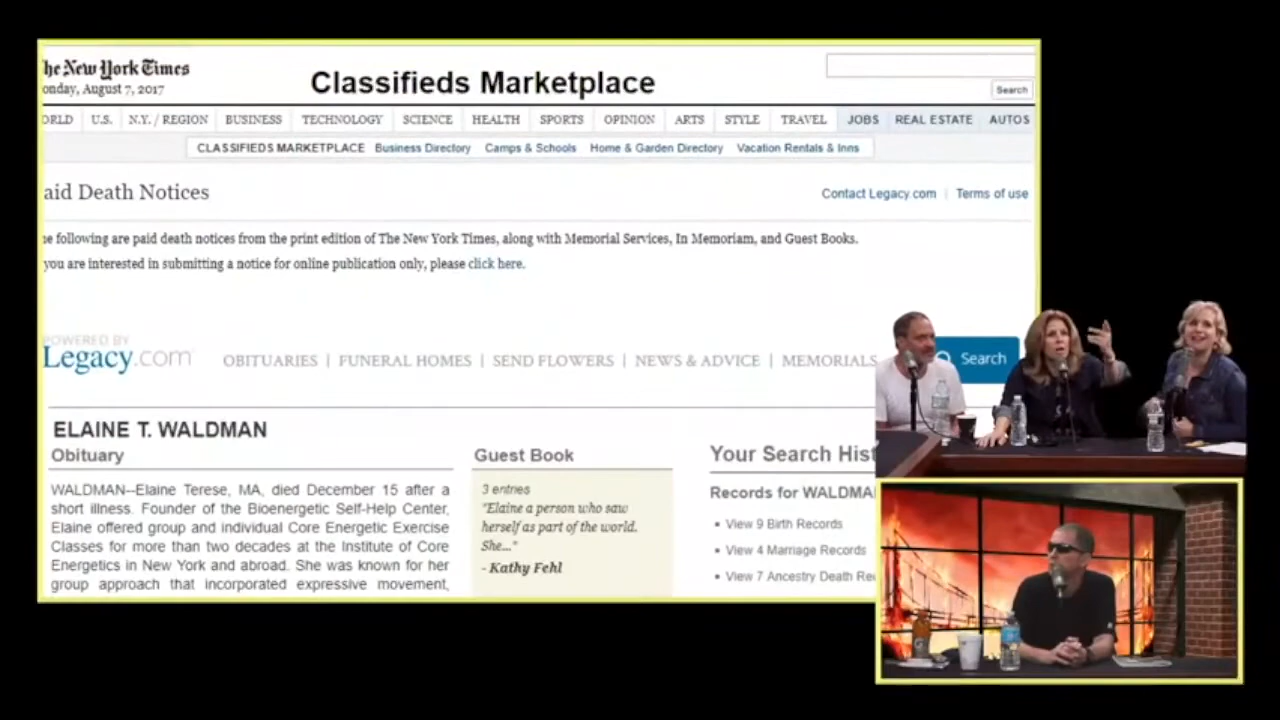 he New York Times
onday, August 7, 2017
Classifieds Marketplace
Search
ORLD U.S. N.Y. / REGION BUSINESS TECHNOLOGY SCIENCE HEALTH SPORTS OPINION ARTS STYLE TRAVEL JOBS REAL ESTATE AUTOS
CLASSIFIEDS MARKETPLACE Business Directory Camps & Schools Home & Garden Directory Vacation Rentals & Inns
aid Death Notices
Contact Legacy.com | Terms of use
e following are paid death notices from the print edition of The New York Times, along with Memorial Services, In Memoriam, and Guest Books.
you are interested in submitting a notice for online publication only, please click here.
POWERED BY
Legacy.com
OBITUARIES | FUNERAL HOMES | SEND FLOWERS | NEWS & ADVICE | MEMORIALS
Search
ELAINE T. WALDMAN
Obituary
WALDMAN--Elaine Terese, MA, died December 15 after a
short illness. Founder of the Bioenergetic Self-Help Center,
Elaine offered group and individual Core Energetic Exercise
Classes for more than two decades at the Institute of Core
Energetics in New York and abroad. She was known for her
group approach that incorporated expressive movement,
Guest Book
3 entries
"Elaine a person who saw
herself as part of the world.
She..."
- Kathy Fehl
Your Search Hist
Records for WALDMA
▪ View 9 Birth Records
▪ View 4 Marriage Records
▪ View 7 Ancestry Death Re